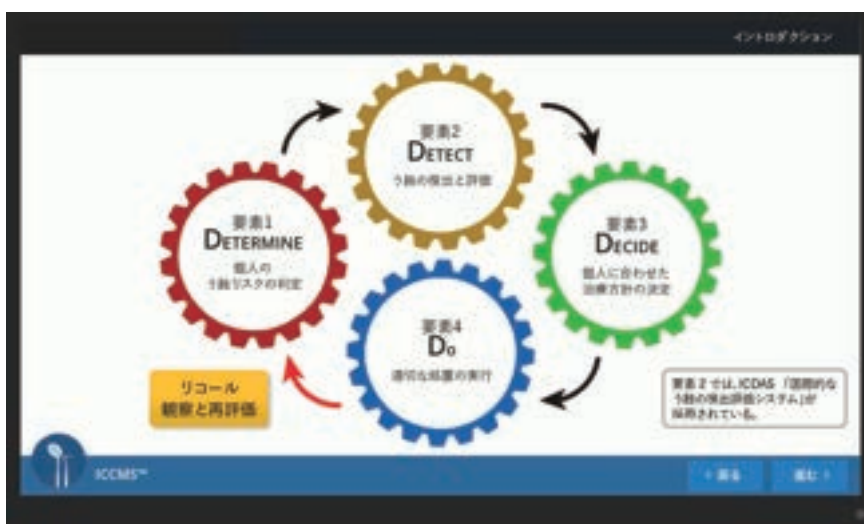 イントロダクション
要素1
DETERMINE
個人の
う蝕リスクの判定
要素2
DETECT
う蝕の検出と評価
要素3
DECIDE
個人に合わせた
治療方針の決定
要素4
DO
適切な処置の実行
リコール
観察と再評価
要素2では、ICDAS 「国際的な
う蝕の検出評価システム」が
採用されている。
ICCMS™
戻る
進む